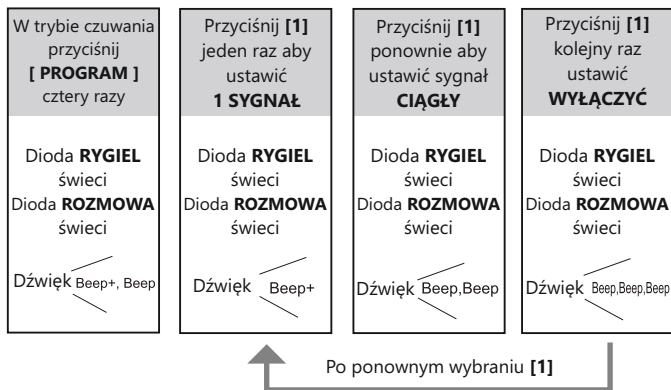 W trybie czuwania
przyciśnij
[ PROGRAM ]
cztery razy
Dioda RYGIEL
świeci
Dioda ROZMOWA
świeci
Dźwięk Beep+, Beep
Przyciśnij [1]
jeden raz aby
ustawić
1 SYGNAŁ
Dioda RYGIEL
świeci
Dioda ROZMOWA
świeci
Dźwięk Beep+
Przyciśnij [1]
ponownie aby
ustawić sygnał
CIĄGŁY
Dioda RYGIEL
świeci
Dioda ROZMOWA
świeci
Dźwięk Beep,Beep
Przyciśnij [1]
kolejny raz
ustawić
WYŁĄCZYĆ
Dioda RYGIEL
świeci
Dioda ROZMOWA
świeci
Dźwięk Beep,Beep,Beep
Po ponownym wybraniu [1]